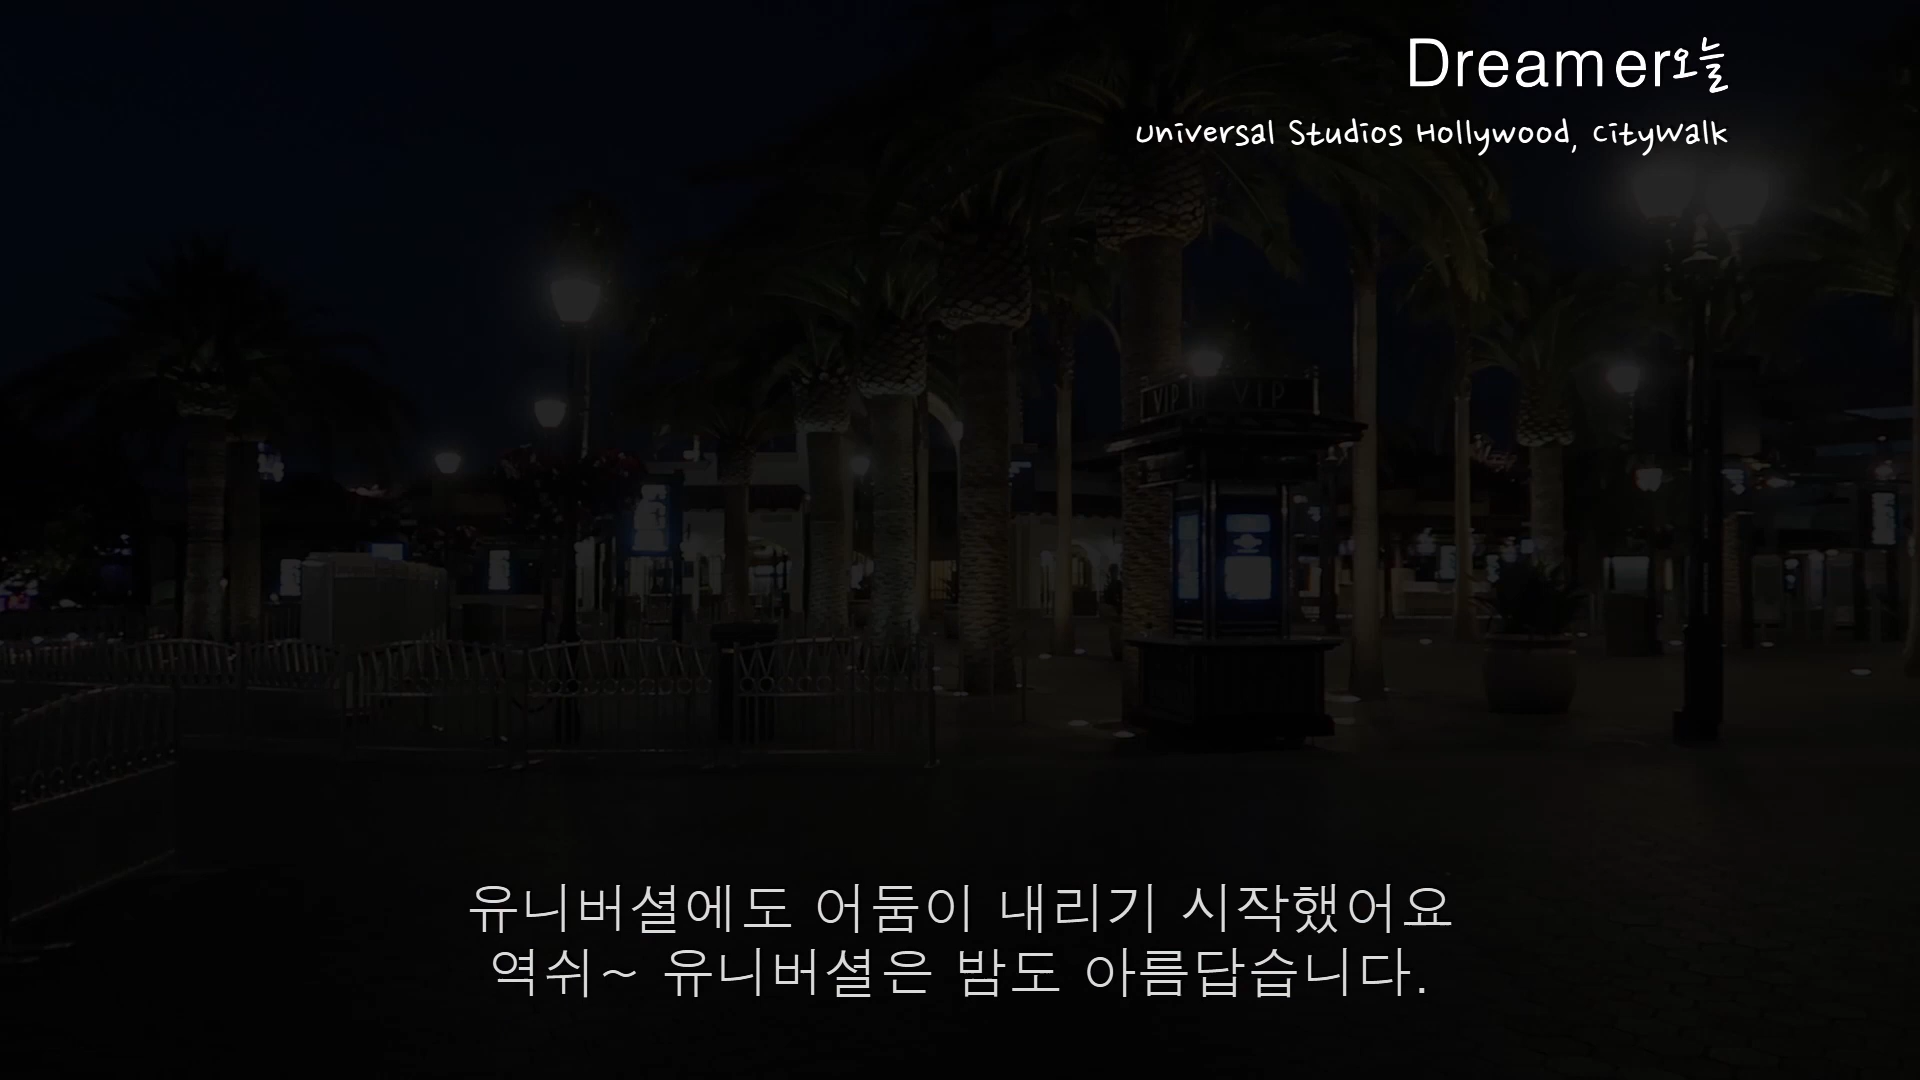 Dreamer오늘
Universal Studios Hollywood, CityWalk
VIP VIP
유니버셜에도 어둠이 내리기 시작했어요
역쉬~ 유니버셜은 밤도 아름답습니다.